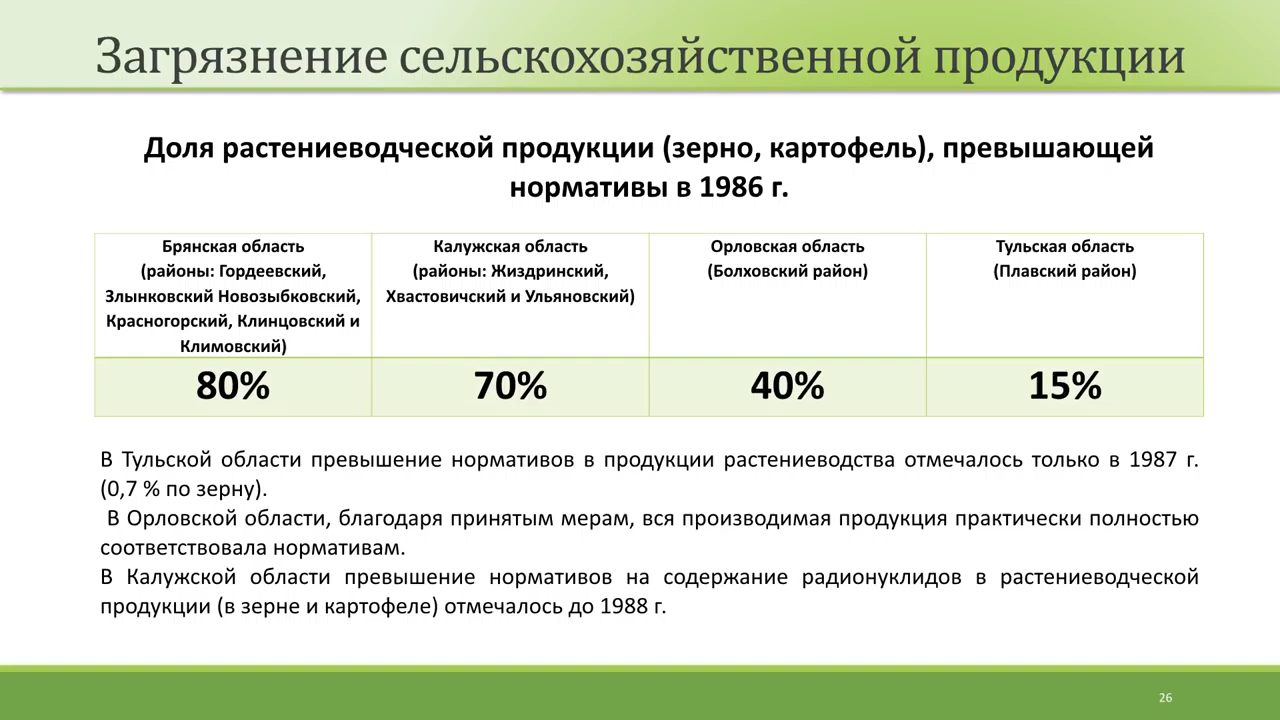 Загрязнение сельскохозяйственной продукции
Доля растениеводческой продукции (зерно, картофель), превышающей
нормативы в 1986 г.
Брянская область
(районы: Гордеевский,
Злынковский Новозыбковский,
Красногорский, Клинцовский и
Климовский)
Калужская область
(районы: Жиздринский,
Хвастовичский и Ульяновский)
Орловская область
(Болховский район)
Тульская область
(Плавский район)
80%
70%
40%
15%
В Тульской области превышение нормативов в продукции растениеводства отмечалось только в 1987 г.
(0,7 % по зерну).
В Орловской области, благодаря принятым мерам, вся производимая продукция практически полностью
соответствовала нормативам.
В Калужской области превышение нормативов на содержание радионуклидов в растениеводческой
продукции (в зерне и картофеле) отмечалось до 1988 г.
26